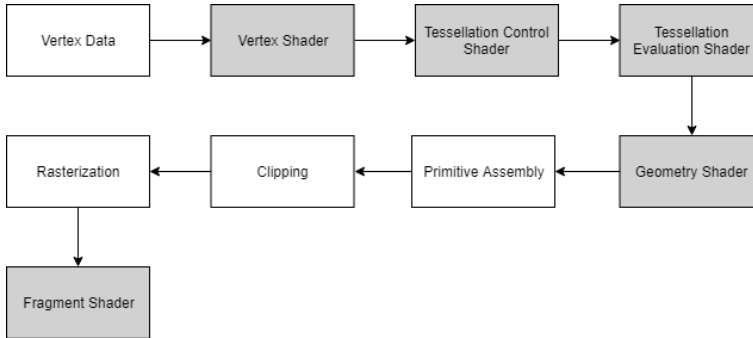 Vertex Data
Vertex Shader
Tessellation Control
Shader
Tessellation
Evaluation Shader
Rasterization
Clipping
Primitive Assembly
Geometry Shader
Fragment Shader